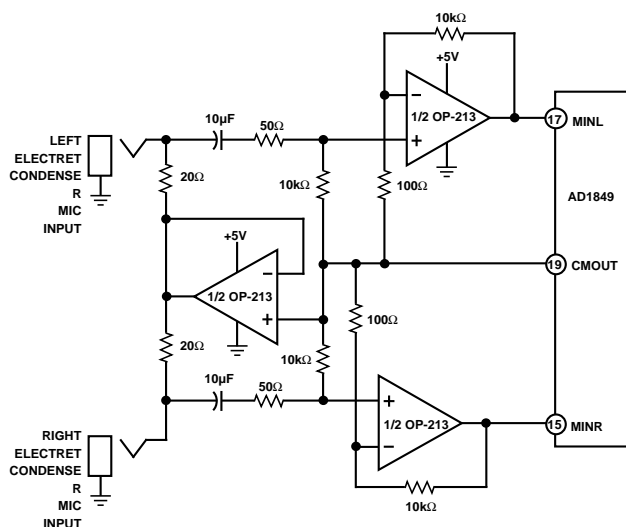 10kΩ
+5V
10µF
50Ω
1/2 OP-213
17 MINL
LEFT
ELECTRET
CONDENSE
R
MIC
INPUT
20Ω
10kΩ
100Ω
AD1849
+5V
19 CMOUT
1/2 OP-213
100Ω
20Ω
10kΩ
10µF
50Ω
1/2 OP-213
15 MINR
RIGHT
ELECTRET
CONDENSE
R
MIC
INPUT
10kΩ